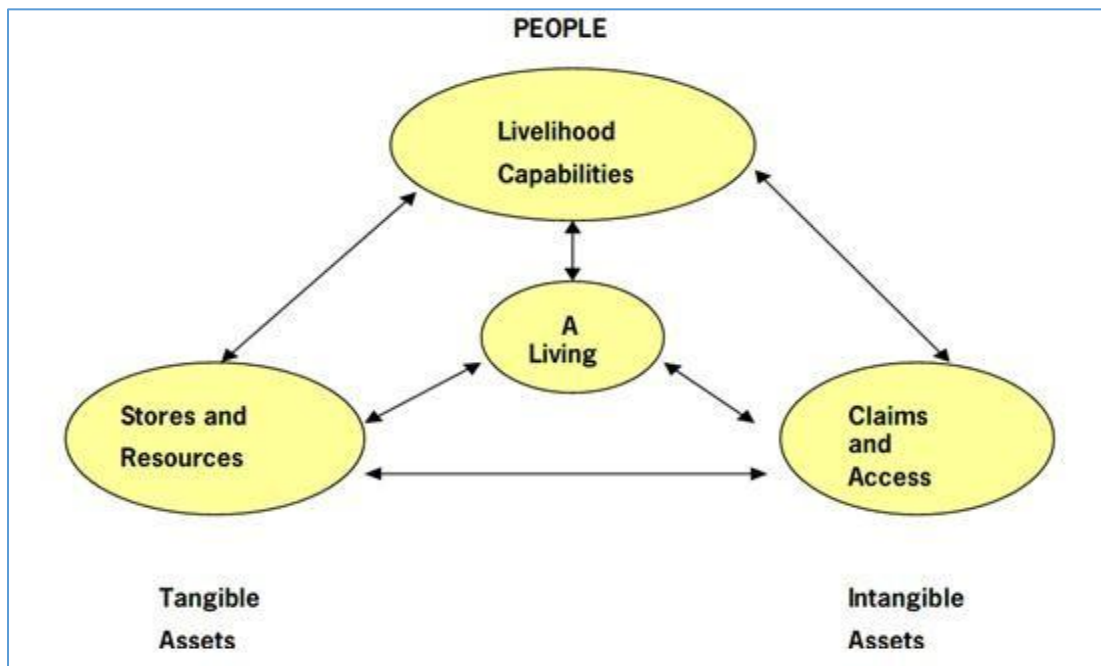 PEOPLE
Livelihood
Capabilities
A
Living
Stores and
Resources
Claims
and
Access
Tangible
Assets
Intangible
Assets